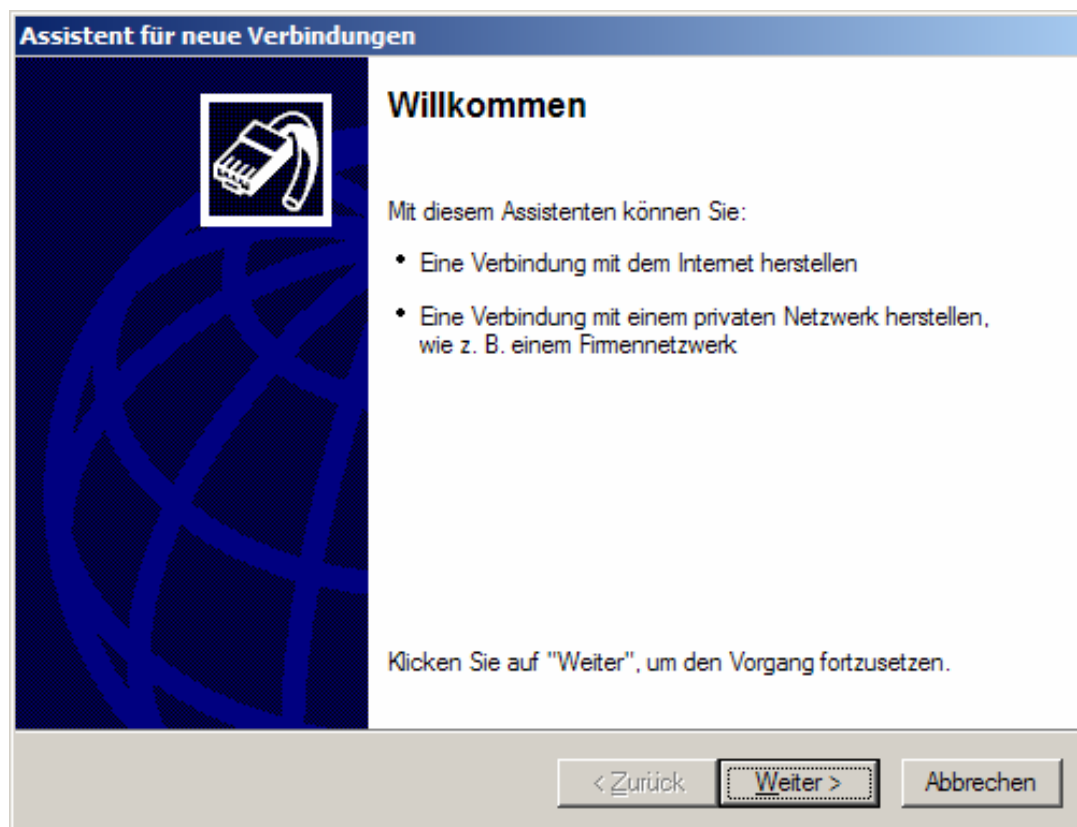 Assistent für neue Verbindungen
Willkommen
Mit diesem Assistenten können Sie:
• Eine Verbindung mit dem Internet herstellen
• Eine Verbindung mit einem privaten Netzwerk herstellen,
wie z. B. einem Firmennetzwerk
Klicken Sie auf "Weiter", um den Vorgang fortzusetzen.
< Zurück Weiter > Abbrechen